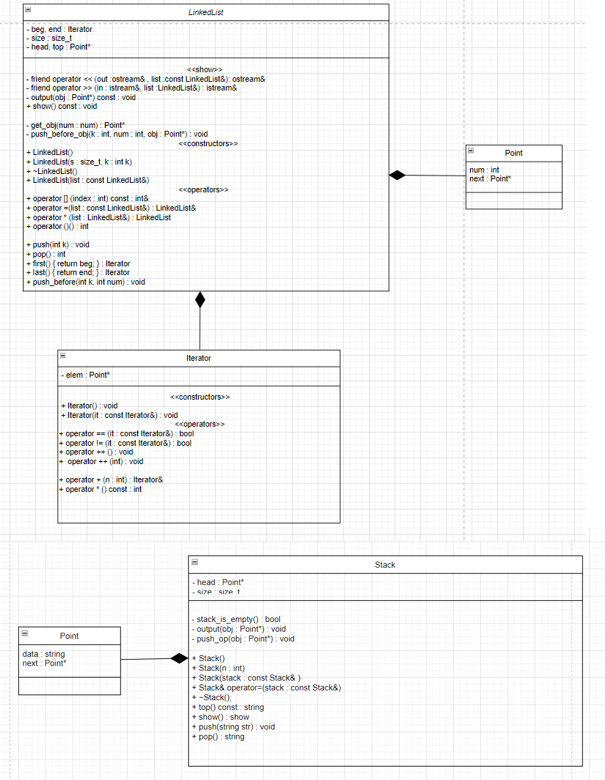 LinkedList
- beg, end : Iterator
- size : size_t
- head, top : Point*
<<show>>
- friend operator << (out :ostream& , list :const LinkedList&): ostream&
- friend operator >> (in : istream&, list :LinkedList&) : istream&
- output(obj : Point*) const : void
+ show() const : void
- get_obj(num : num) : Point*
- push_before_obj(k : int, num : int, obj : Point*) : void
<<constructors>>
+ LinkedList()
+ LinkedList(s : size_t, k : int k)
+ ~LinkedList()
+ LinkedList(list : const LinkedList&)
<<operators>>
+ operator [] (index : int) const : int&
+ operator =(list : const LinkedList&) : LinkedList&
+ operator * (list : LinkedList&) : LinkedList
+ operator ()() : int
+ push(int k) : void
+ pop() : int
+ first() { return beg; } : Iterator
+ last() { return end; } : Iterator
+ push_before(int k, int num) : void
Point
num : int
next : Point*
Iterator
- elem : Point*
<<constructors>>
+ Iterator() : void
+ Iterator(it : const Iterator&) : void
<<operators>>
+ operator == (it : const Iterator&) : bool
+ operator != (it : const Iterator&) : bool
+ operator ++ () : void
+ operator ++ (int) : void
+ operator + (n : int) : Iterator&
+ operator * () const : int
Stack
- head : Point*
- size : size_t
- stack_is_empty() : bool
- output(obj : Point*) : void
- push_op(obj : Point*) : void
+ Stack()
+ Stack(n : int)
+ Stack(stack : const Stack& )
+ Stack& operator=(stack : const Stack&)
+ ~Stack();
+ top() const : string
+ show() : show
+ push(string str) : void
+ pop() : string
Point
data : string
next : Point*